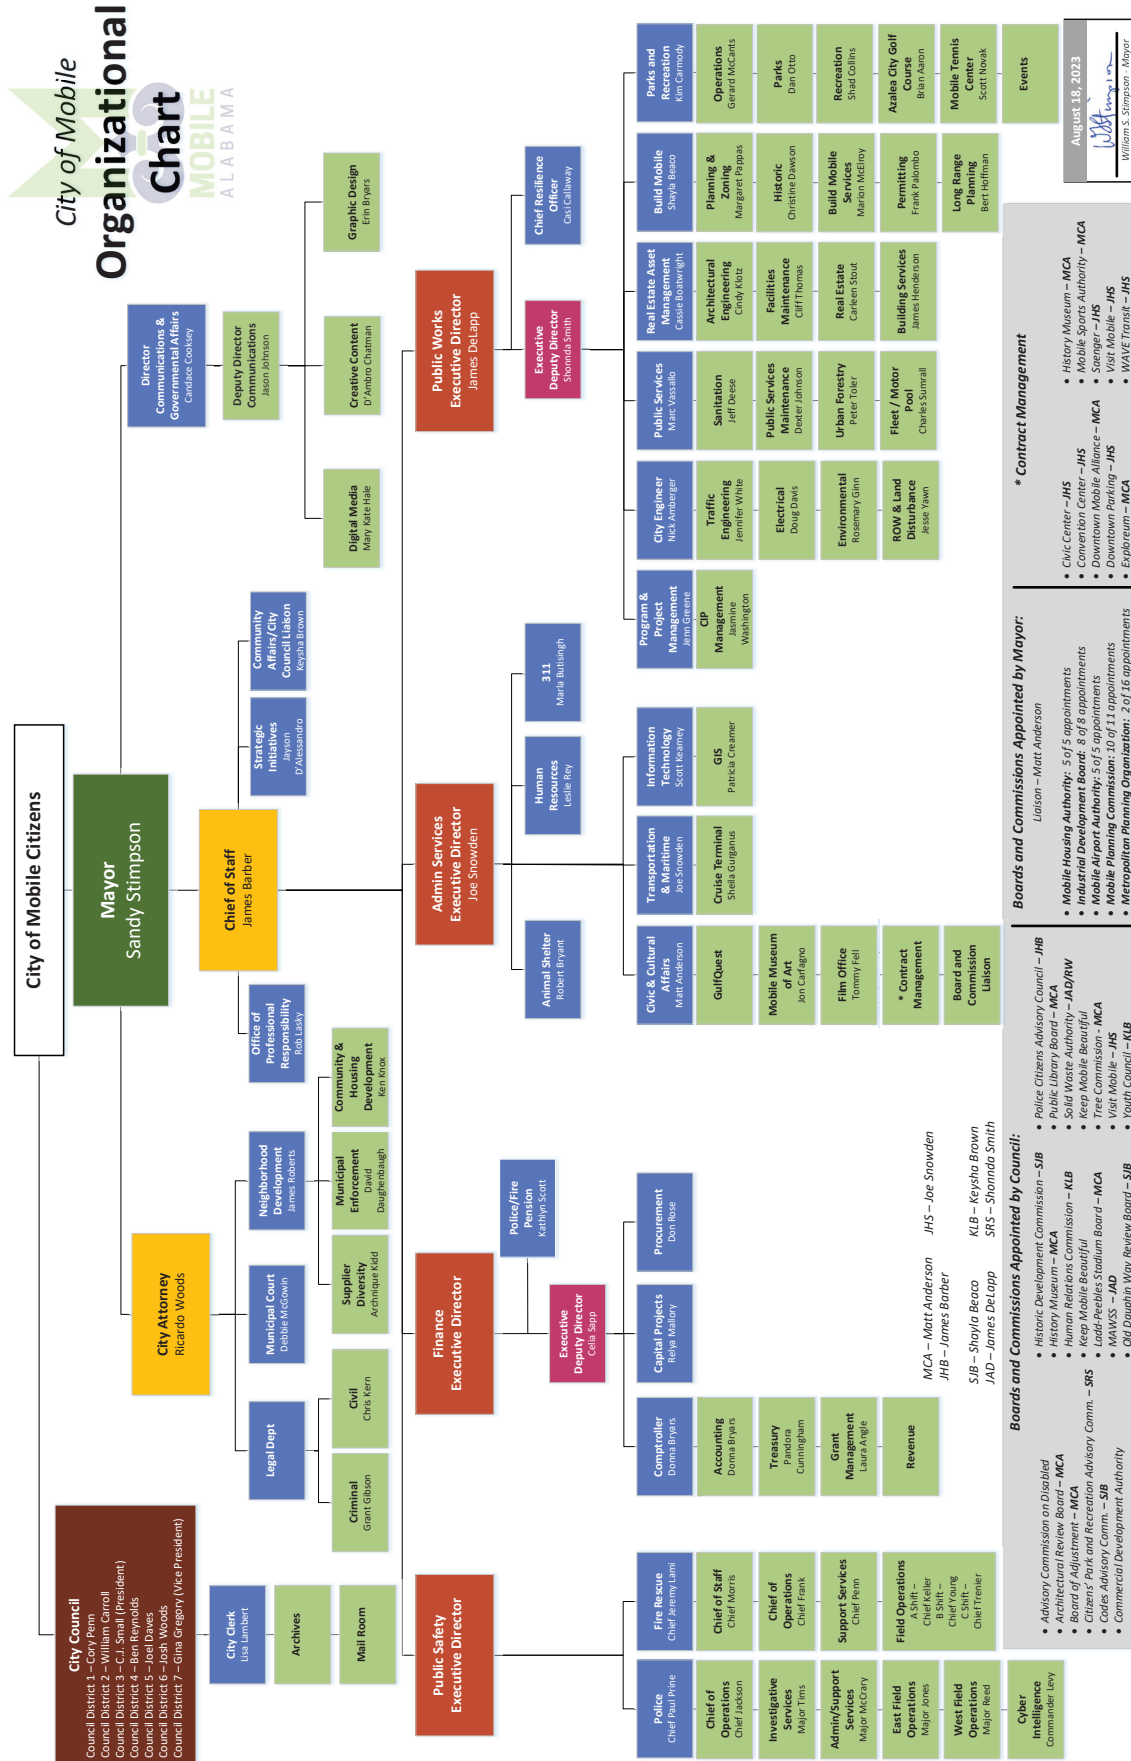 City of Mobile
Organizational
Chart
MOBILE
ALABAMA
City of Mobile Citizens
City Council
Council District 1 – Cory Penn
Council District 2 – William Carroll
Council District 3 – C.J. Small (President)
Council District 4 – Ben Reynolds
Council District 5 – Joel Daves
Council District 6 – Josh Woods
Council District 7 – Gina Gregory (Vice President)
City Clerk
Lisa Lambert
Archives
Mail Room
Mayor
Sandy Stimpson
City Attorney
Ricardo Woods
Legal Dept
Criminal
Grant Gibson
Civil
Chris Kern
Municipal Court
Debbie McGowin
Neighborhood
Development
James Roberts
Supplier
Diversity
Archnique Kidd
Municipal
Enforcement
David
Daughenbaugh
Community &
Housing
Development
Ken Knox
Chief of Staff
James Barber
Office of
Professional
Responsibility
Rob Lasky
Strategic
Initiatives
Jayson
D'Alessandro
Community
Affairs/City
Council Liaison
Keysha Brown
Director
Communications &
Governmental Affairs
Candace Cooksey
Deputy Director
Communications
Jason Johnson
Digital Media
Mary Kate Hale
Creative Content
D'Ambro Chatman
Graphic Design
Erin Bryars
Public Safety
Executive Director
Police
Chief Paul Prine
Chief of
Operations
Chief Jackson
Investigative
Services
Major Tims
Admin/Support
Services
Major McCrary
East Field
Operations
Major Jones
West Field
Operations
Major Reed
Cyber
Intelligence
Commander Levy
Fire Rescue
Chief Jeremy Lami
Chief of Staff
Chief Morris
Chief of
Operations
Chief Frank
Support Services
Chief Penn
Field Operations
A Shift –
Chief Keller
B Shift –
Chief Young
C Shift –
Chief Trenier
Finance
Executive Director
Police/Fire
Pension
Kathlyn Scott
Executive
Deputy Director
Celia Sapp
Comptroller
Donna Bryars
Accounting
Donna Bryars
Treasury
Pandora
Cunningham
Grant
Management
Laura Angle
Revenue
Capital Projects
Relya Mallory
Procurement
Don Rose
Admin Services
Executive Director
Joe Snowden
Animal Shelter
Robert Bryant
Human
Resources
Leslie Rey
311
Marla Butisingh
Civic & Cultural
Affairs
Matt Anderson
GulfQuest
Mobile Museum
of Art
Jon Carfagno
Film Office
Tommy Fell
* Contract
Management
Board and
Commission
Liaison
Transportation
& Maritime
Joe Snowden
Cruise Terminal
Sheila Gurganus
Information
Technology
Scott Kearney
GIS
Patricia Creamer
Public Works
Executive Director
James DeLapp
Executive
Deputy Director
Shonnda Smith
Chief Resilience
Officer
Casi Callaway
Program &
Project
Management
Jenn Greene
CIP
Management
Jasmine
Washington
City Engineer
Nick Amberger
Traffic
Engineering
Jennifer White
Electrical
Doug Davis
Environmental
Rosemary Ginn
ROW & Land
Disturbance
Jesse Yawn
Public Services
Marc Vassallo
Sanitation
Jeff Deese
Public Services
Maintenance
Dexter Johnson
Urban Forestry
Peter Toler
Fleet / Motor
Pool
Charles Sumrall
Real Estate Asset
Management
Cassie Boatwright
Architectural
Engineering
Cindy Klotz
Facilities
Maintenance
Cliff Thomas
Real Estate
Carleen Stout
Building Services
James Henderson
Build Mobile
Shayla Beaco
Planning &
Zoning
Margaret Pappas
Historic
Christine Dawson
Build Mobile
Services
Marion McElroy
Permitting
Frank Palombo
Long Range
Planning
Bert Hoffman
Parks and
Recreation
Kim Carmody
Operations
Gerard McCants
Parks
Dan Otto
Recreation
Shad Collins
Azalea City Golf
Course
Brian Aaron
Mobile Tennis
Center
Scott Novak
Events
MCA – Matt Anderson JHS – Joe Snowden
JHB – James Barber
SJB – Shayla Beaco KLB – Keysha Brown
JAD – James DeLapp SRS – Shonnda Smith
Boards and Commissions Appointed by Council:
• Advisory Commission on Disabled
• Architectural Review Board – MCA
• Board of Adjustment – MCA
• Citizens' Park and Recreation Advisory Comm. – SRS
• Codes Advisory Comm. – SJB
• Commercial Development Authority
• Historic Development Commission – SJB
• History Museum – MCA
• Human Relations Commission – KLB
• Keep Mobile Beautiful
• Ladd-Peebles Stadium Board – MCA
• MAWSS – JAD
• Old Dauphin Way Review Board – SJB
• Police Citizens Advisory Council – JHB
• Public Library Board – MCA
• Solid Waste Authority – JAD/RW
• Keep Mobile Beautiful
• Tree Commission - MCA
• Visit Mobile – JHS
• Youth Council – KLB
Boards and Commissions Appointed by Mayor:
Liaison – Matt Anderson
• Mobile Housing Authority: 5 of 5 appointments
• Industrial Development Board: 8 of 8 appointments
• Mobile Airport Authority: 5 of 5 appointments
• Mobile Planning Commission: 10 of 11 appointments
• Metropolitan Planning Organization: 2 of 16 appointments
* Contract Management
• Civic Center – JHS
• Convention Center – JHS
• Downtown Mobile Alliance – MCA
• Downtown Parking – JHS
• Exploreum – MCA
• History Museum – MCA
• Mobile Sports Authority – MCA
• Saenger – JHS
• Visit Mobile – JHS
• WAVE Transit – JHS
August 18, 2023
William S. Stimpson - Mayor